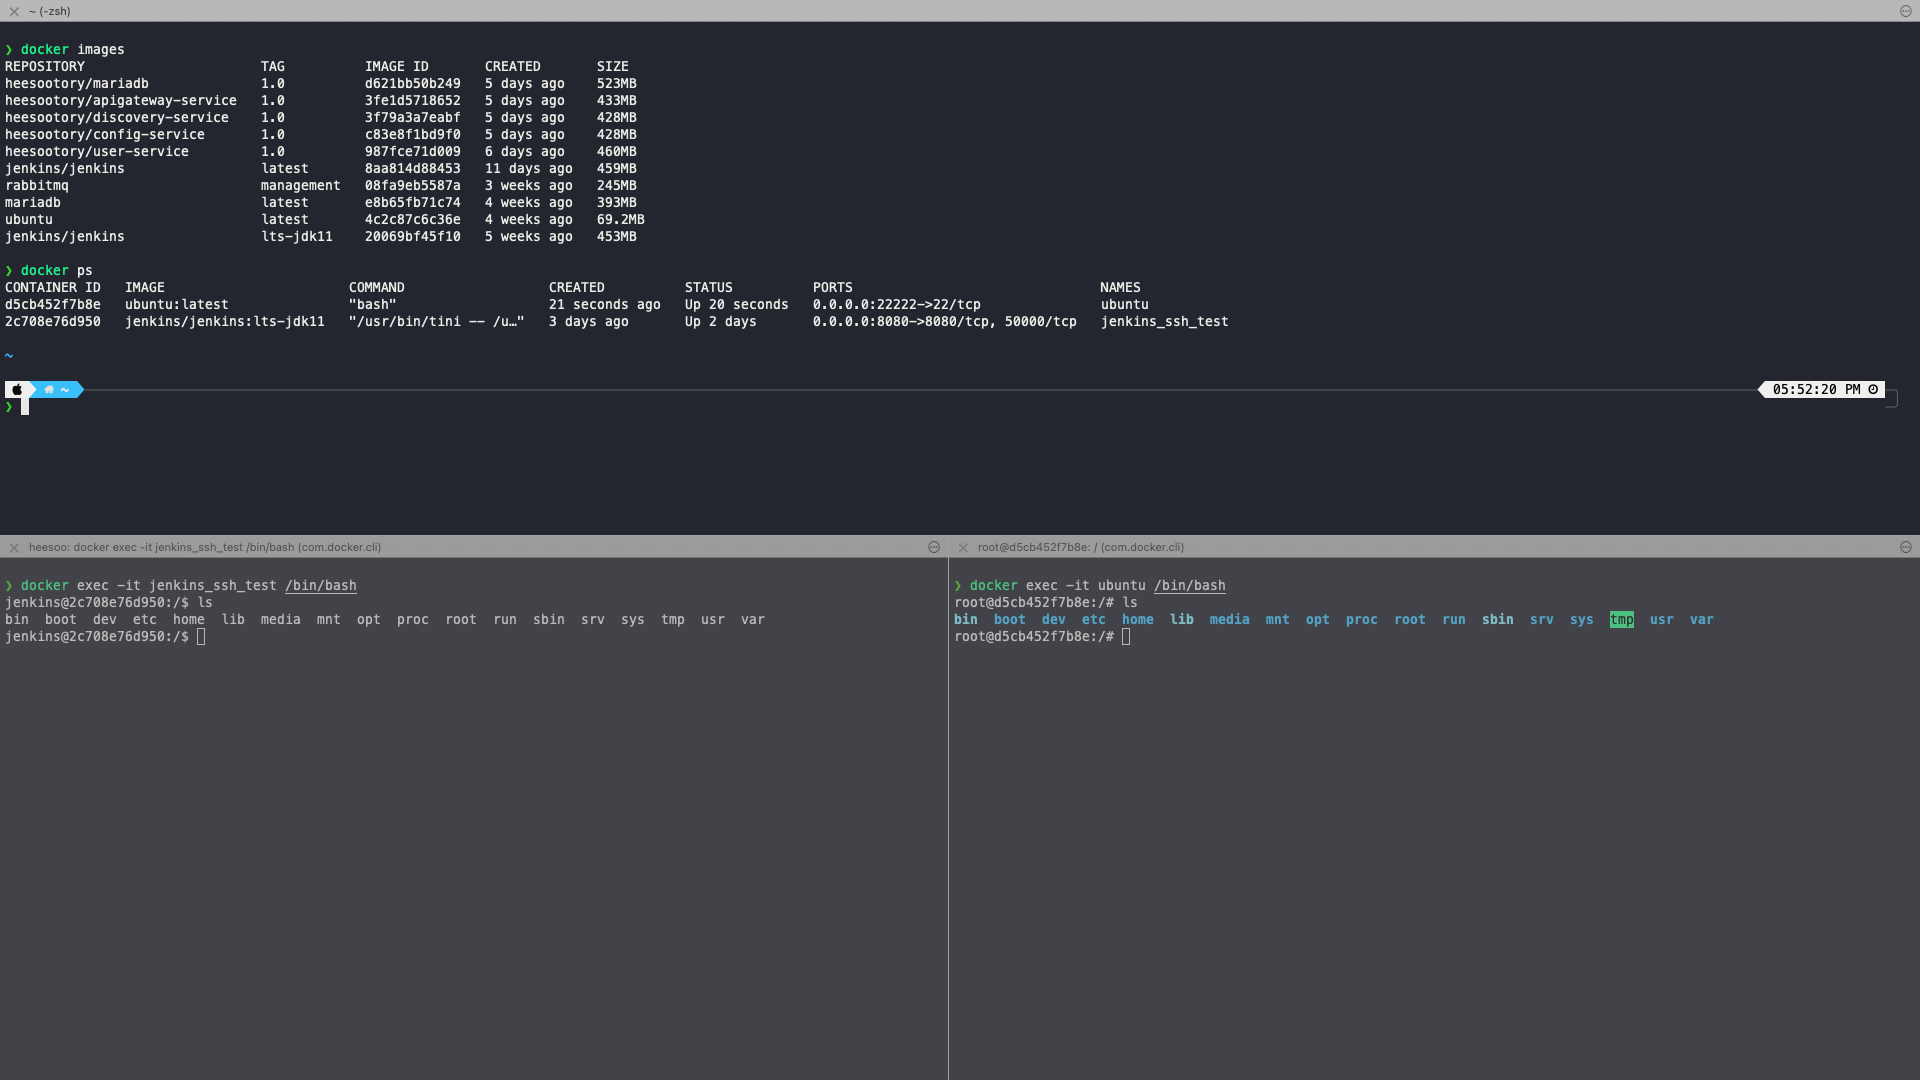 ~ (-zsh)
❯ docker images
REPOSITORY TAG IMAGE ID CREATED SIZE
heesootory/mariadb 1.0 d621bb50b249 5 days ago 523MB
heesootory/apigateway-service 1.0 3fe1d5718652 5 days ago 433MB
heesootory/discovery-service 1.0 3f79a3a7eabf 5 days ago 428MB
heesootory/config-service 1.0 c83e8f1bd9f0 5 days ago 428MB
heesootory/user-service 1.0 987fce71d009 6 days ago 460MB
jenkins/jenkins latest 8aa814d88453 11 days ago 459MB
rabbitmq management 08fa9eb5587a 3 weeks ago 245MB
mariadb latest e8b65fb71c74 4 weeks ago 393MB
ubuntu latest 4c2c87c6c36e 4 weeks ago 69.2MB
jenkins/jenkins lts-jdk11 20069bf45f10 5 weeks ago 453MB
❯ docker ps
CONTAINER ID IMAGE COMMAND CREATED STATUS PORTS NAMES
d5cb452f7b8e ubuntu:latest "bash" 21 seconds ago Up 20 seconds 0.0.0.0:22222->22/tcp ubuntu
2c708e76d950 jenkins/jenkins:lts-jdk11 "/usr/bin/tini -- /u…" 3 days ago Up 2 days 0.0.0.0:8080->8080/tcp, 50000/tcp jenkins_ssh_test
~
~ 05:52:20 PM
❯
heesoo: docker exec -it jenkins_ssh_test /bin/bash (com.docker.cli)
❯ docker exec -it jenkins_ssh_test /bin/bash
jenkins@2c708e76d950:/$ ls
bin boot dev etc home lib media mnt opt proc root run sbin srv sys tmp usr var
jenkins@2c708e76d950:/$
root@d5cb452f7b8e: / (com.docker.cli)
❯ docker exec -it ubuntu /bin/bash
root@d5cb452f7b8e:/# ls
bin boot dev etc home lib media mnt opt proc root run sbin srv sys tmp usr var
root@d5cb452f7b8e:/#